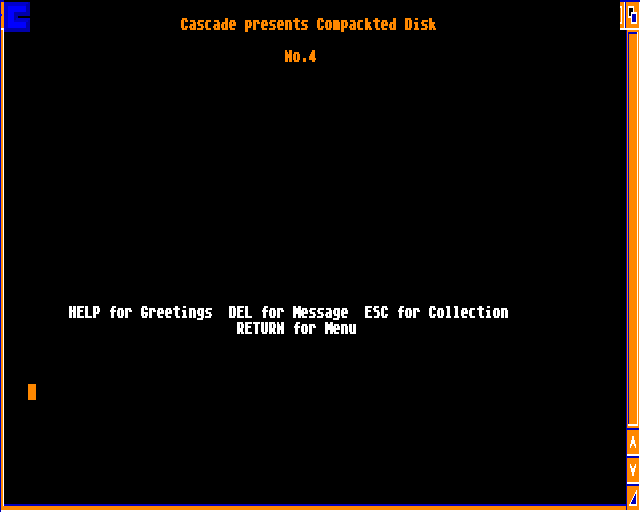 Cascade presents Compackted Disk
No.4
HELP for Greetings  DEL for Message  ESC for Collection
RETURN for Menu